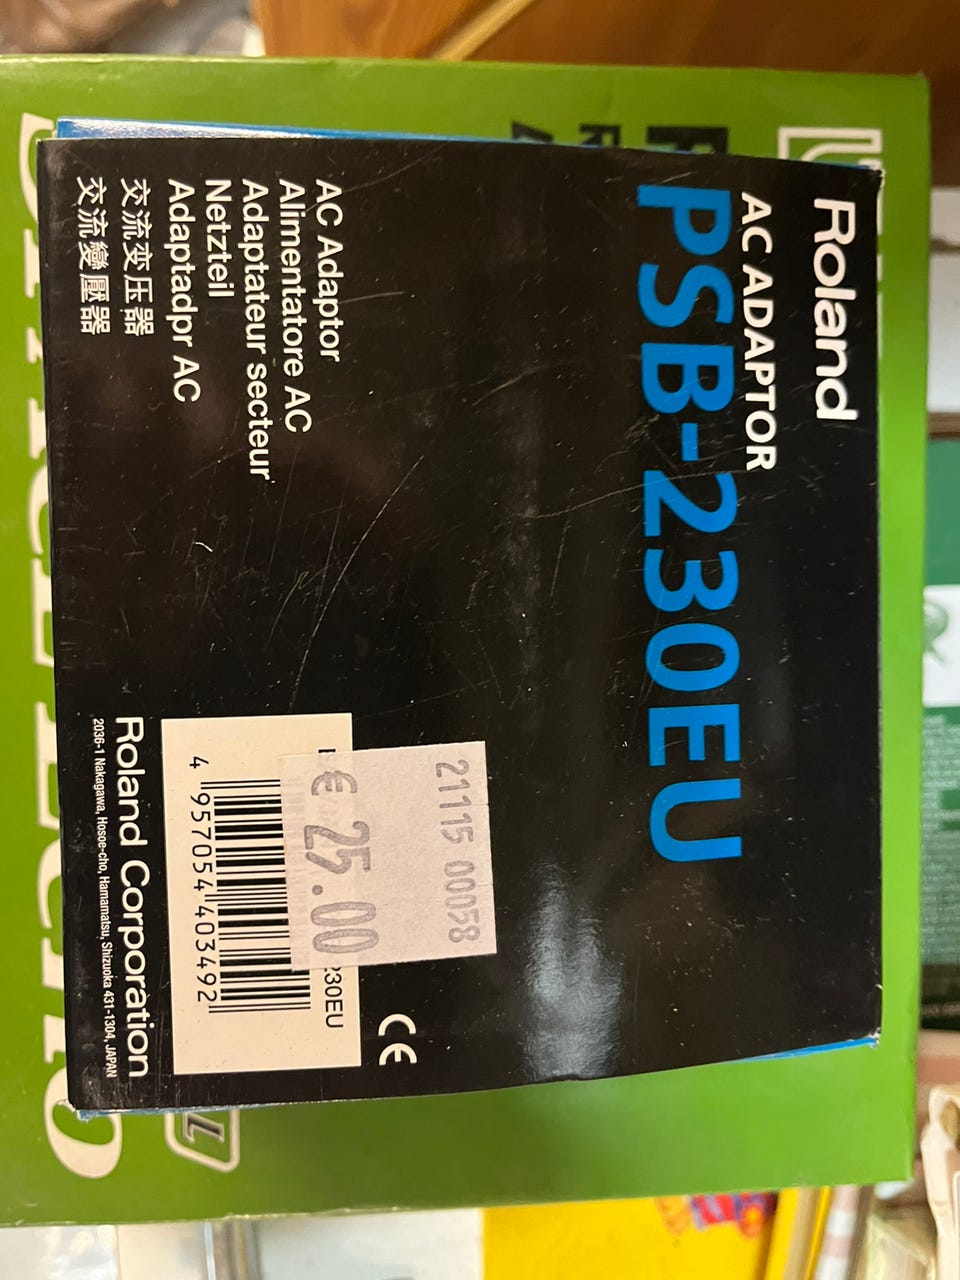 Roland
AC ADAPTOR
PSB-230EU
AC Adaptor
Alimentatore AC
Adaptateur secteur
Netzteil
Adaptadpr AC
交流变压器
交流變壓器
21115 00058
€ 25.00
230EU
4 957054 403492
CE
Roland Corporation
2036-1 Nakagawa, Hosoe-cho, Hamamatsu, Shizuoka 431-1304, JAPAN